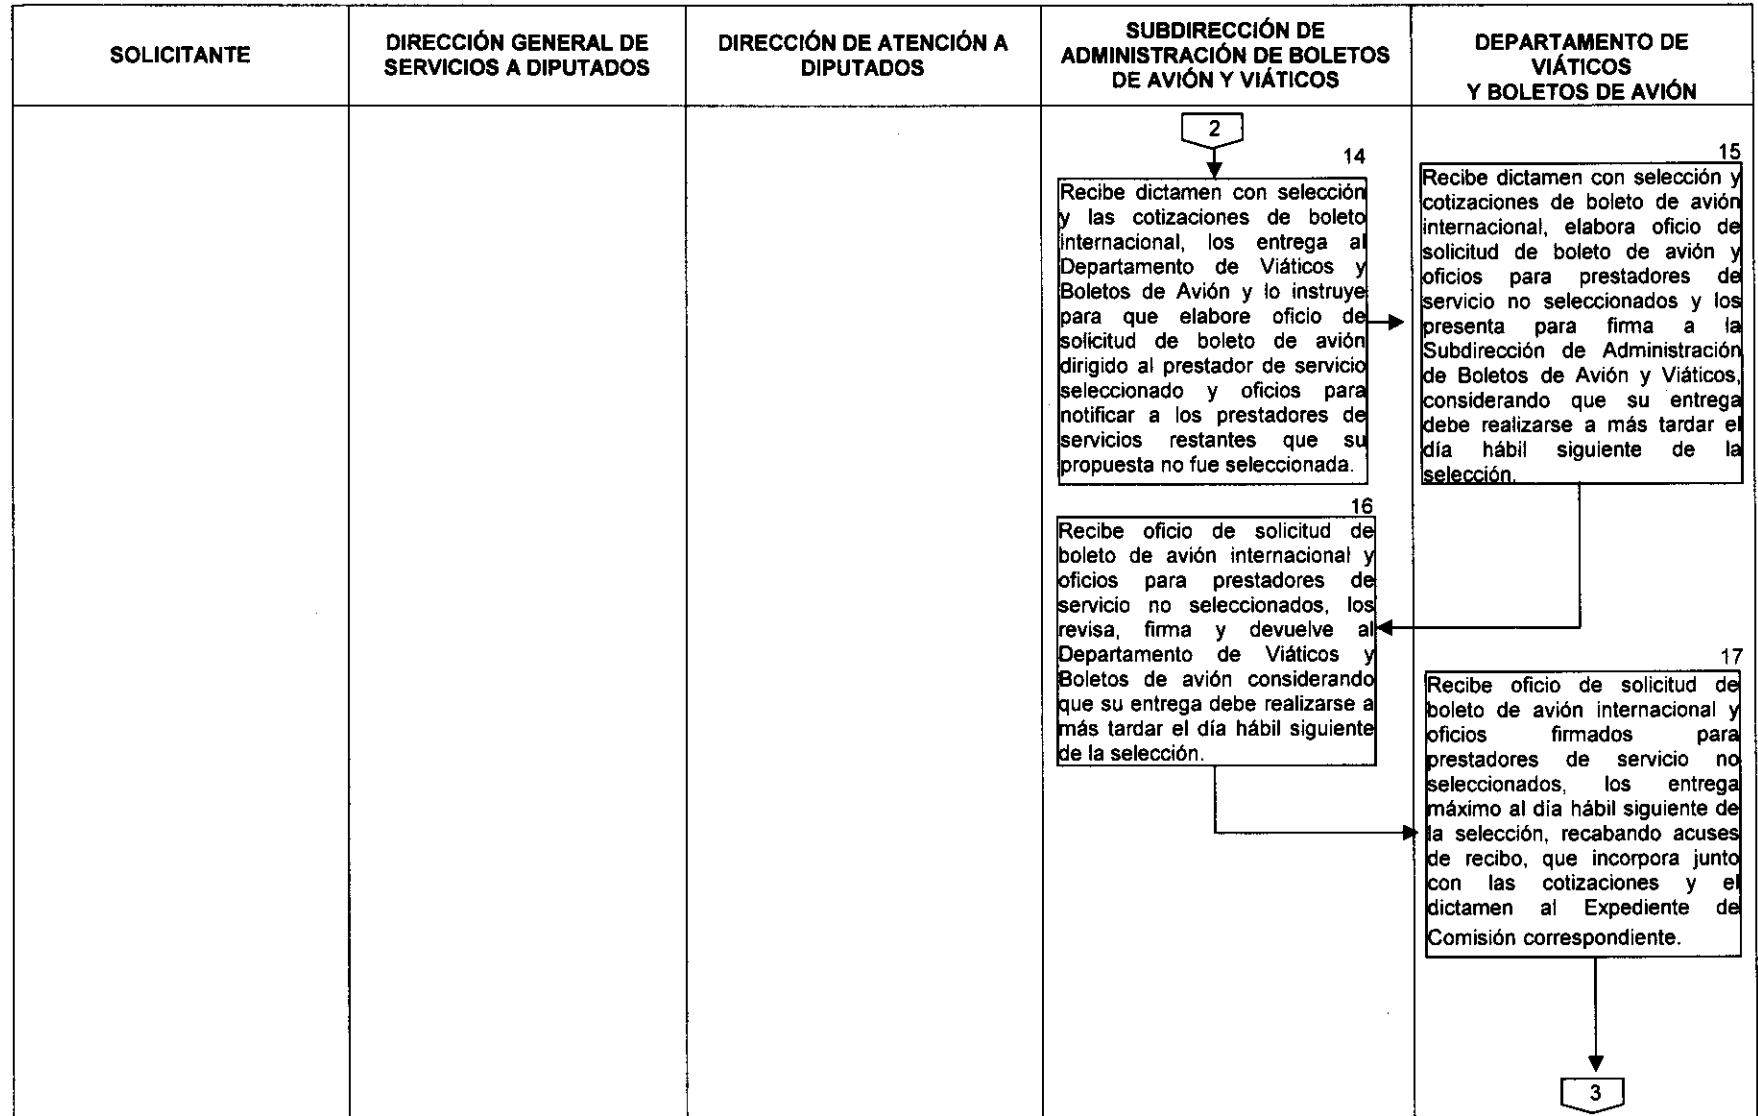 SOLICITANTE
DIRECCIÓN GENERAL DE
SERVICIOS A DIPUTADOS
DIRECCIÓN DE ATENCIÓN A
DIPUTADOS
SUBDIRECCIÓN DE
ADMINISTRACIÓN DE BOLETOS
DE AVIÓN Y VIÁTICOS
DEPARTAMENTO DE
VIÁTICOS
Y BOLETOS DE AVIÓN
2
14
Recibe dictamen con selección
y las cotizaciones de boleto
internacional, los entrega al
Departamento de Viáticos y
Boletos de Avión y lo instruye
para que elabore oficio de
solicitud de boleto de avión
dirigido al prestador de servicio
seleccionado y oficios para
notificar a los prestadores de
servicios restantes que su
propuesta no fue seleccionada.
15
Recibe dictamen con selección y
cotizaciones de boleto de avión
internacional, elabora oficio de
solicitud de boleto de avión y
oficios para prestadores de
servicio no seleccionados y los
presenta para firma a la
Subdirección de Administración
de Boletos de Avión y Viáticos,
considerando que su entrega
debe realizarse a más tardar el
día hábil siguiente de la
selección.
16
Recibe oficio de solicitud de
boleto de avión internacional y
oficios para prestadores de
servicio no seleccionados, los
revisa, firma y devuelve al
Departamento de Viáticos y
Boletos de avión considerando
que su entrega debe realizarse a
más tardar el día hábil siguiente
de la selección.
17
Recibe oficio de solicitud de
boleto de avión internacional y
oficios firmados para
prestadores de servicio no
seleccionados, los entrega
máximo al día hábil siguiente de
la selección, recabando acuses
de recibo, que incorpora junto
con las cotizaciones y el
dictamen al Expediente de
Comisión correspondiente.
3